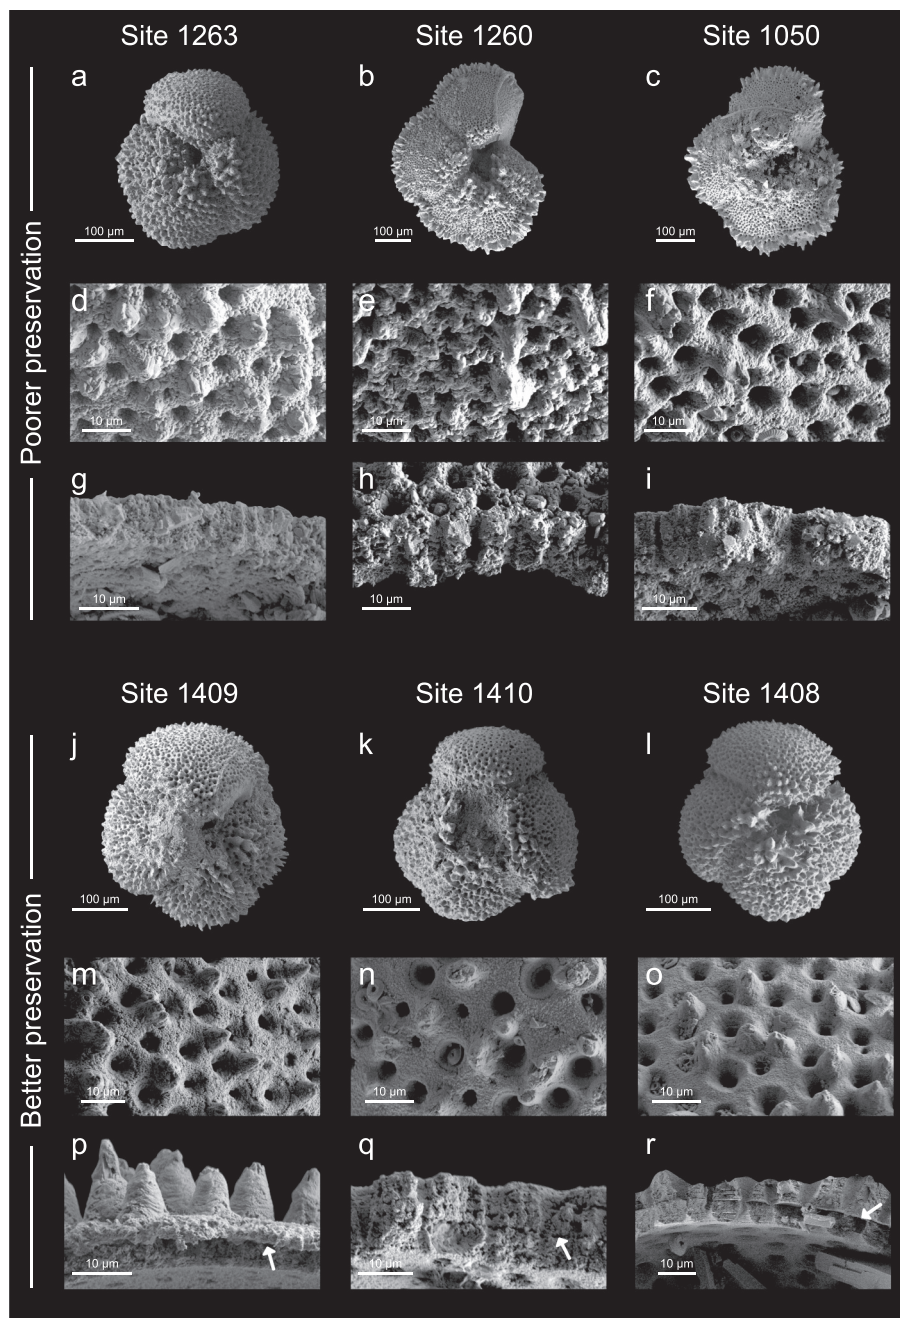 Site 1263 Site 1260 Site 1050
Poorer preservation
a b c
100 µm 100 µm 100 µm
d e f
10 µm 10 µm 10 µm
g h i
10 µm 10 µm 10 µm
Site 1409 Site 1410 Site 1408
Better preservation
j k l
100 µm 100 µm 100 µm
m n o
10 µm 10 µm 10 µm
p q r
10 µm 10 µm 10 µm